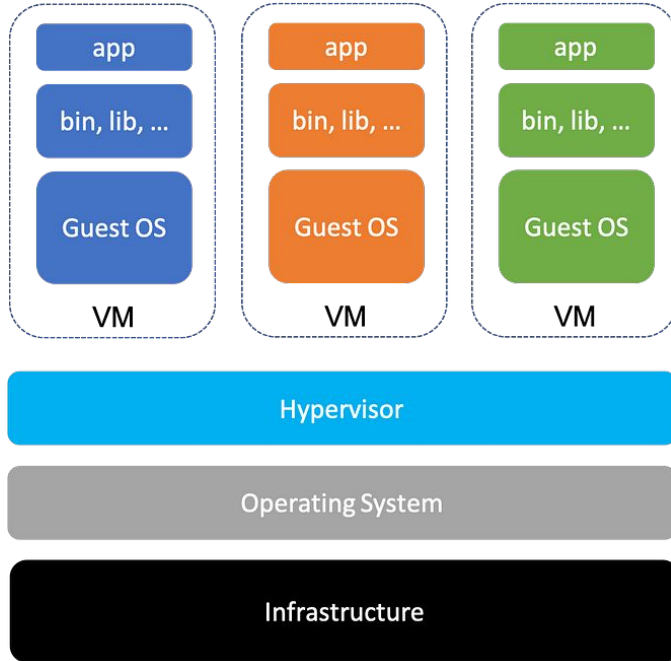 app
app
app
bin, lib, ...
bin, lib, ...
bin, lib, ...
Guest OS
Guest OS
Guest OS
VM
VM
VM
Hypervisor
Operating System
Infrastructure